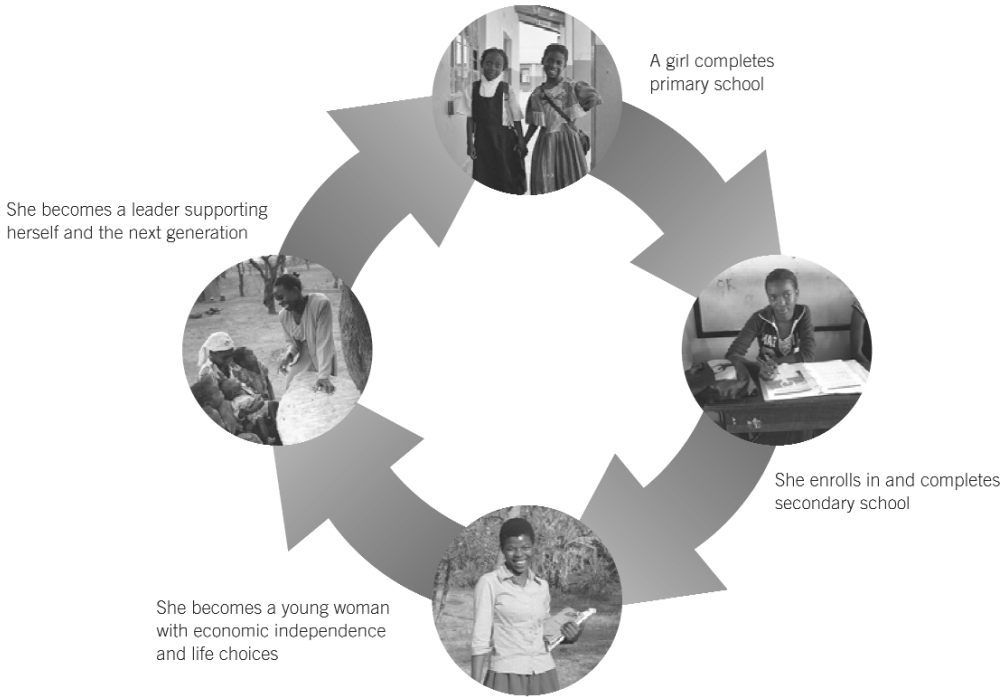 A girl completes
primary school
She enrolls in and completes
secondary school
She becomes a young woman
with economic independence
and life choices
She becomes a leader supporting
herself and the next generation